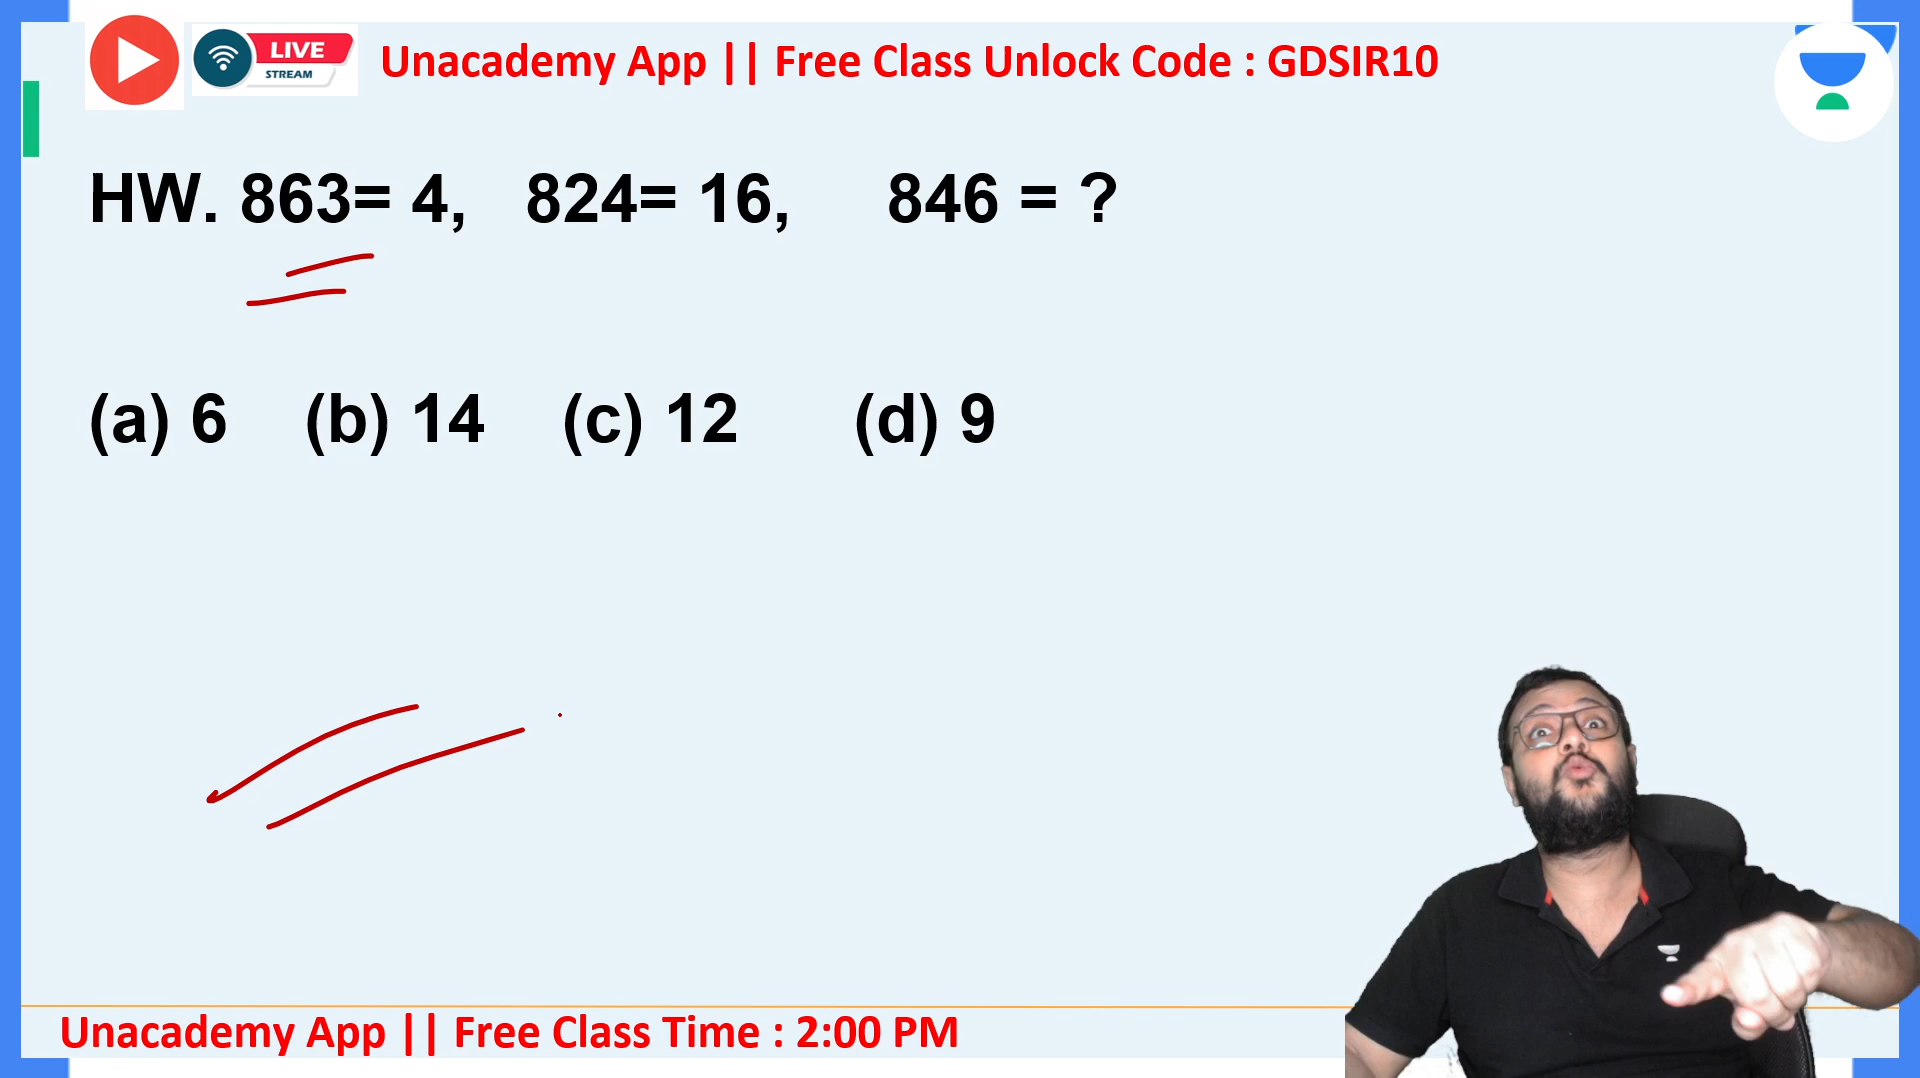 LIVE
STREAM
Unacademy App || Free Class Unlock Code : GDSIR10
HW. 863= 4, 824= 16, 846 = ?
(a) 6 (b) 14 (c) 12 (d) 9
Unacademy App || Free Class Time : 2:00 PM